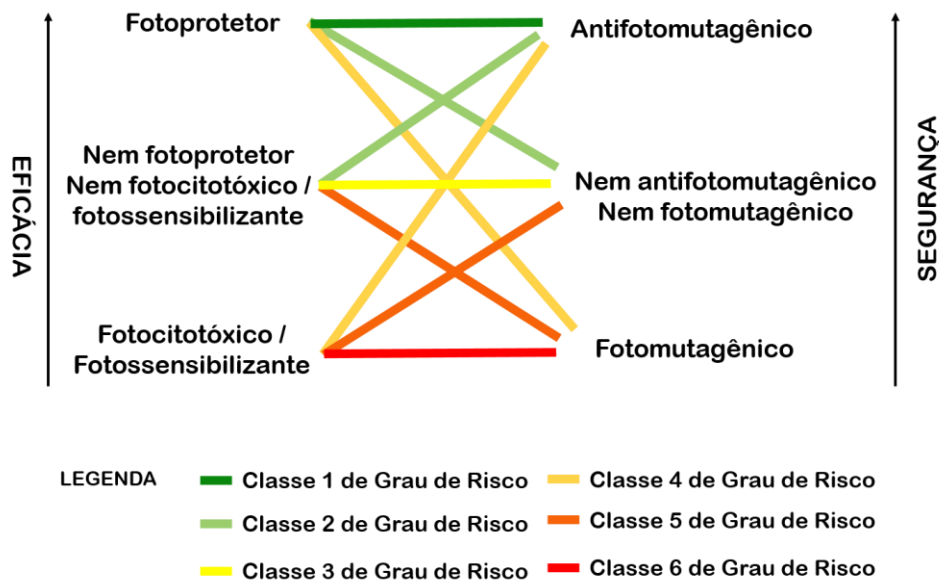 Fotoprotetor
Antifotomutagênico
EFICÁCIA
Nem fotoprotetor
Nem fotocitotóxico /
fotossensibilizante
Nem antifotomutagênico
Nem fotomutagênico
SEGURANÇA
Fotocitotóxico /
Fotossensibilizante
Fotomutagênico
LEGENDA
Classe 1 de Grau de Risco
Classe 4 de Grau de Risco
Classe 2 de Grau de Risco
Classe 5 de Grau de Risco
Classe 3 de Grau de Risco
Classe 6 de Grau de Risco